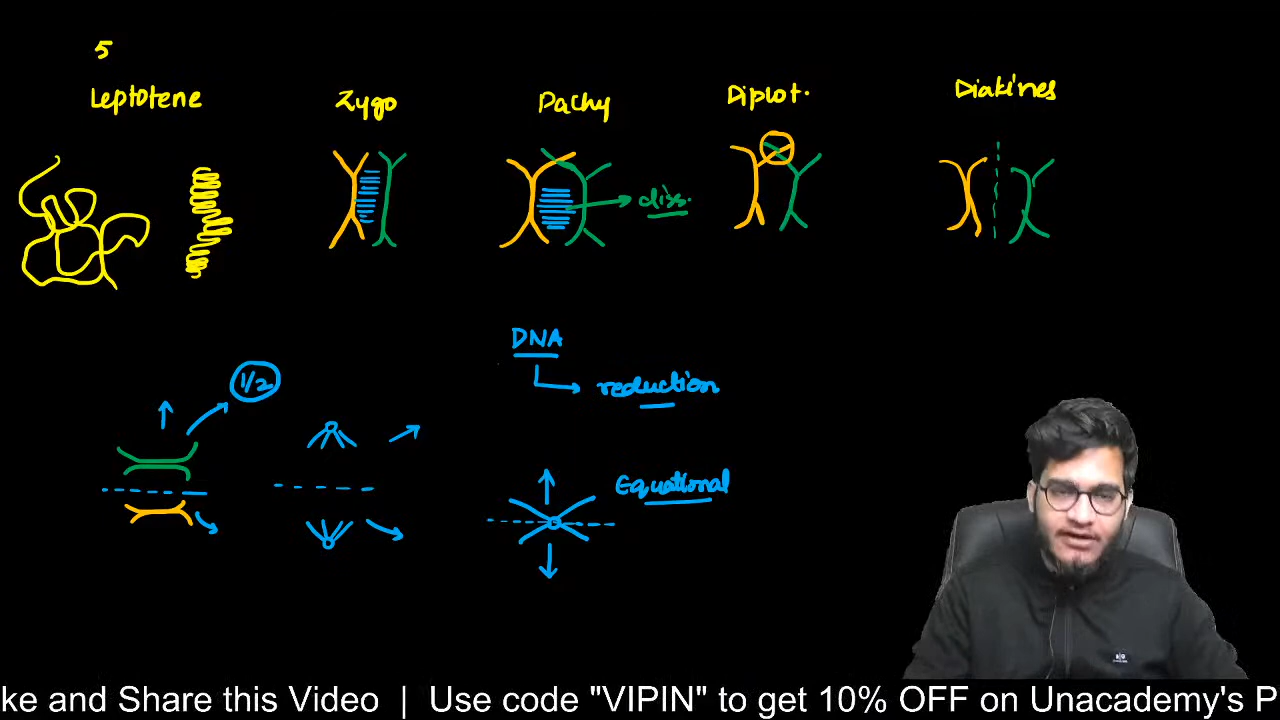 5
Leptotene
Zygo
Pachy
Diplot.
Diakines
diss.
1/2
DNA
reduction
Equational
ke and Share this Video | Use code "VIPIN" to get 10% OFF on Unacademy's P